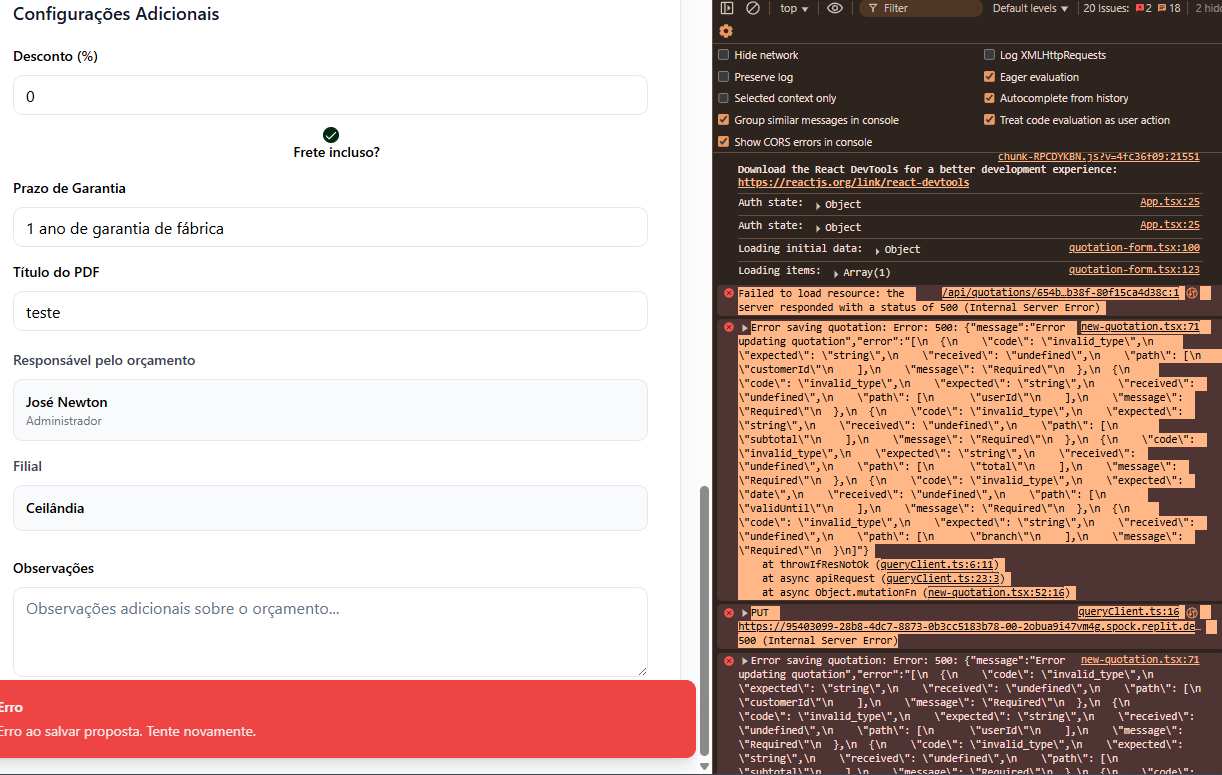 Configurações Adicionais
Desconto (%)
0
Frete incluso?
Prazo de Garantia
1 ano de garantia de fábrica
Título do PDF
teste
Responsável pelo orçamento
José Newton
Administrador
Filial
Ceilândia
Observações
Observações adicionais sobre o orçamento...
Erro
Erro ao salvar proposta. Tente novamente.
top
Filter
Default levels
20 Issues: 2 18
2 hidd
Hide network
Log XMLHttpRequests
Preserve log
Eager evaluation
Selected context only
Autocomplete from history
Group similar messages in console
Treat code evaluation as user action
Show CORS errors in console
chunk-RPCDYKBN.js?v=4fc36f09:21551
Download the React DevTools for a better development experience:
https://reactjs.org/link/react-devtools
Auth state: Object App.tsx:25
Auth state: Object App.tsx:25
Loading initial data: Object quotation-form.tsx:100
Loading items: Array(1) quotation-form.tsx:123
Failed to load resource: the /api/quotations/654b…b38f-80f15ca4d38c:1
server responded with a status of 500 (Internal Server Error)
Error saving quotation: Error: 500: {"message":"Error new-quotation.tsx:71
updating quotation","error":"[\n {\n \"code\": \"invalid_type\",\n
\"expected\": \"string\",\n \"received\": \"undefined\",\n \"path\": [\n
\"customerId\"\n ],\n \"message\": \"Required\"\n },\n {\n
\"code\": \"invalid_type\",\n \"expected\": \"string\",\n \"received\":
\"undefined\",\n \"path\": [\n \"userId\"\n ],\n \"message\":
\"Required\"\n },\n {\n \"code\": \"invalid_type\",\n \"expected\":
\"string\",\n \"received\": \"undefined\",\n \"path\": [\n
\"subtotal\"\n ],\n \"message\": \"Required\"\n },\n {\n \"code\":
\"invalid_type\",\n \"expected\": \"string\",\n \"received\":
\"undefined\",\n \"path\": [\n \"total\"\n ],\n \"message\":
\"Required\"\n },\n {\n \"code\": \"invalid_type\",\n \"expected\":
\"date\",\n \"received\": \"undefined\",\n \"path\": [\n
\"validUntil\"\n ],\n \"message\": \"Required\"\n },\n {\n
\"code\": \"invalid_type\",\n \"expected\": \"string\",\n \"received\":
\"undefined\",\n \"path\": [\n \"branch\"\n ],\n \"message\":
\"Required\"\n }\n]"}
at throwIfResNotOk (queryClient.ts:6:11)
at async apiRequest (queryClient.ts:23:3)
at async Object.mutationFn (new-quotation.tsx:52:16)
PUT queryClient.ts:16
https://95403099-28b8-4dc7-8873-0b3cc5183b78-00-2obua9i47vm4g.spock.replit.de…
500 (Internal Server Error)
Error saving quotation: Error: 500: {"message":"Error new-quotation.tsx:71
updating quotation","error":"[\n {\n \"code\": \"invalid_type\",\n
\"expected\": \"string\",\n \"received\": \"undefined\",\n \"path\": [\n
\"customerId\"\n ],\n \"message\": \"Required\"\n },\n {\n
\"code\": \"invalid_type\",\n \"expected\": \"string\",\n \"received\":
\"undefined\",\n \"path\": [\n \"userId\"\n ],\n \"message\":
\"Required\"\n },\n {\n \"code\": \"invalid_type\",\n \"expected\":
\"string\",\n \"received\": \"undefined\",\n \"path\": [\n
\"subtotal\"\n ],\n \"message\": \"Required\"\n },\n {\n \"code\":